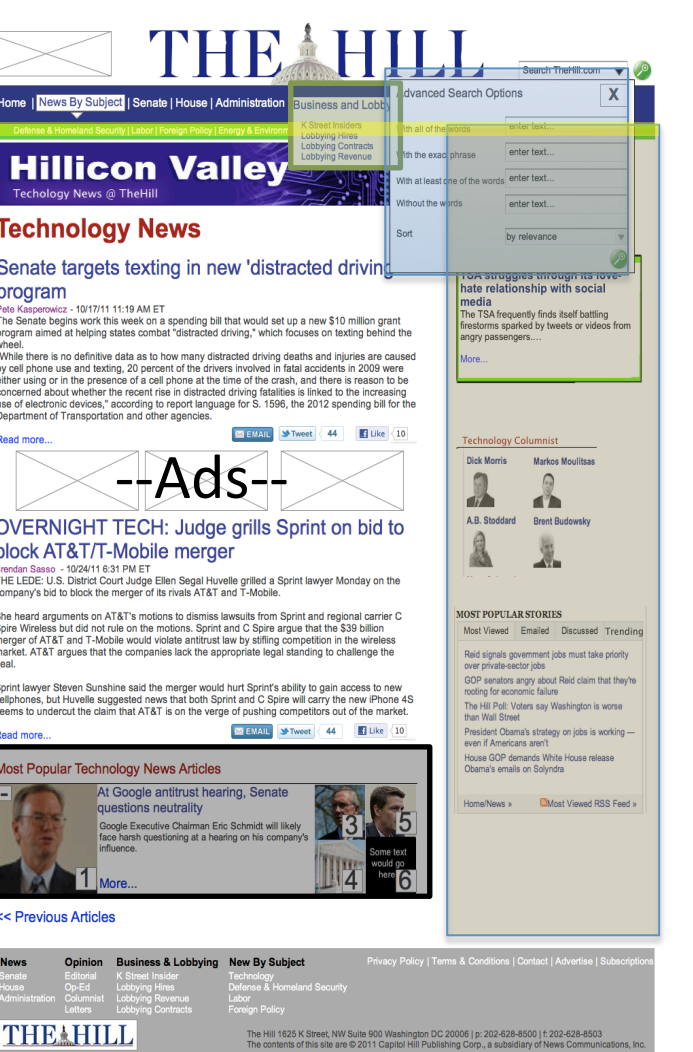 THE HILL
Search TheHill.com
Home | News By Subject | Senate | House | Administration
Business and Lobby
Advanced Search Options
X
Defense & Homeland Security | Labor | Foreign Policy | Energy & Environ
K Street Insiders
Lobbying Hires
Lobbying Contracts
Lobbying Revenue
With all of the words
enter text...
With the exact phrase
enter text...
With at least one of the words
enter text...
Without the words
enter text...
Sort
by relevance
Hillicon Valley
Techology News @ TheHill
Technology News
Senate targets texting in new 'distracted driving
program
Pete Kasperowicz - 10/17/11 11:19 AM ET
The Senate begins work this week on a spending bill that would set up a new $10 million grant
program aimed at helping states combat "distracted driving," which focuses on texting behind the
wheel.
"While there is no definitive data as to how many distracted driving deaths and injuries are caused
by cell phone use and texting, 20 percent of the drivers involved in fatal accidents in 2009 were
either using or in the presence of a cell phone at the time of the crash, and there is reason to be
concerned about whether the recent rise in distracted driving fatalities is linked to the increasing
use of electronic devices," according to report language for S. 1596, the 2012 spending bill for the
Department of Transportation and other agencies.
Read more...
EMAIL Tweet 44 Like 10
--Ads--
OVERNIGHT TECH: Judge grills Sprint on bid to
block AT&T/T-Mobile merger
Brendan Sasso - 10/24/11 6:31 PM ET
THE LEDE: U.S. District Court Judge Ellen Segal Huvelle grilled a Sprint lawyer Monday on the
company's bid to block the merger of its rivals AT&T and T-Mobile.
She heard arguments on AT&T's motions to dismiss lawsuits from Sprint and regional carrier C
Spire Wireless but did not rule on the motions. Sprint and C Spire argue that the $39 billion
merger of AT&T and T-Mobile would violate antitrust law by stifling competition in the wireless
market. AT&T argues that the companies lack the appropriate legal standing to challenge the
deal.
Sprint lawyer Steven Sunshine said the merger would hurt Sprint's ability to gain access to new
cellphones, but Huvelle suggested news that both Sprint and C Spire will carry the new iPhone 4S
seems to undercut the claim that AT&T is on the verge of pushing competitors out of the market.
Read more...
EMAIL Tweet 44 Like 10
Most Popular Technology News Articles
1
At Google antitrust hearing, Senate
questions neutrality
Google Executive Chairman Eric Schmidt will likely
face harsh questioning at a hearing on his company's
influence.
More...
3
5
4
Some text
would go
here
6
<< Previous Articles
TSA struggles through its love-
hate relationship with social
media
The TSA frequently finds itself battling
firestorms sparked by tweets or videos from
angry passengers....
More...
Technology Columnist
Dick Morris
Markos Moulitsas
A.B. Stoddard
Brent Budowsky
MOST POPULAR STORIES
Most Viewed Emailed Discussed Trending
Reid signals government jobs must take priority
over private-sector jobs
GOP senators angry about Reid claim that they're
rooting for economic failure
The Hill Poll: Voters say Washington is worse
than Wall Street
President Obama's strategy on jobs is working —
even if Americans aren't
House GOP demands White House release
Obama's emails on Solyndra
Home/News »
Most Viewed RSS Feed »
News
Senate
House
Administration
Opinion
Editorial
Op-Ed
Columnist
Letters
Business & Lobbying
K Street Insider
Lobbying Hires
Lobbying Revenue
Lobbying Contracts
New By Subject
Technology
Defense & Homeland Security
Labor
Foreign Policy
Privacy Policy | Terms & Conditions | Contact | Advertise | Subscriptions
THE HILL
The Hill 1625 K Street, NW Suite 900 Washington DC 20006 | p: 202-628-8500 | f: 202-628-8503
The contents of this site are © 2011 Capitol Hill Publishing Corp., a subsidiary of News Communications, Inc.